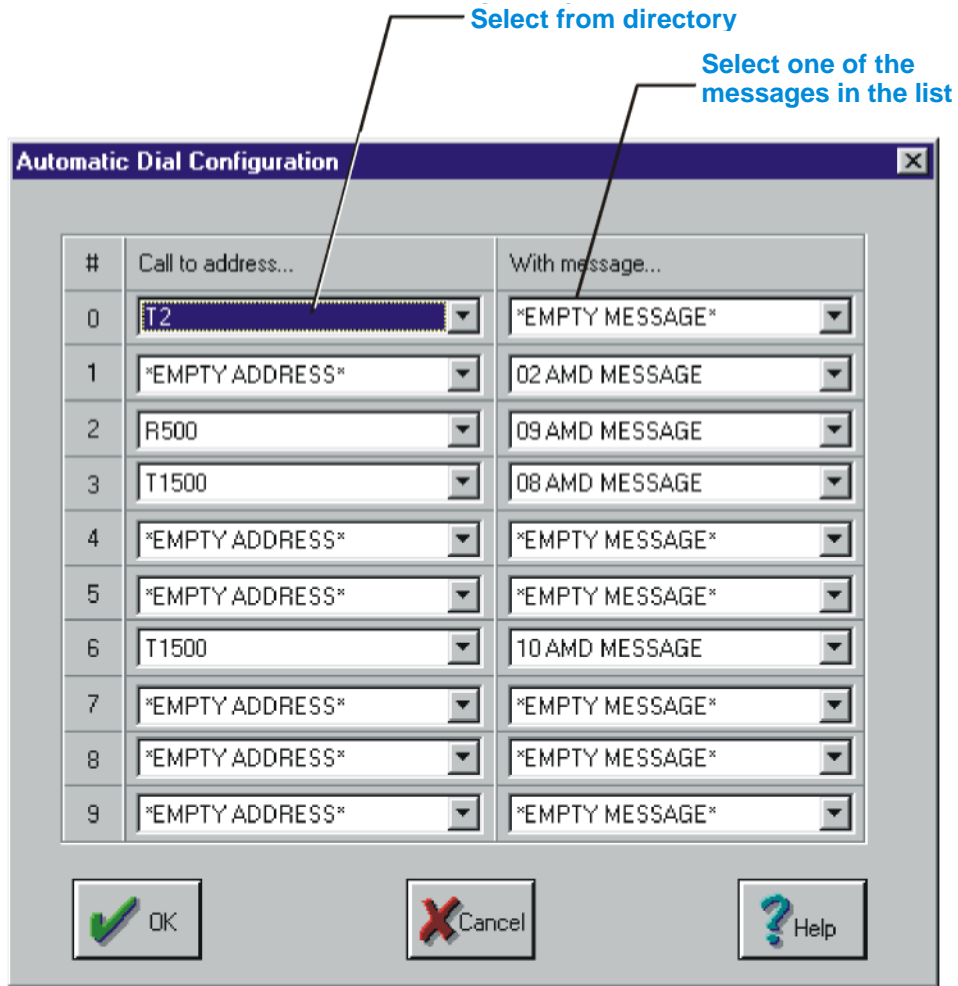 Select from directory
Select one of the
messages in the list
Automatic Dial Configuration
# Call to address... With message...
0 T2 *EMPTY MESSAGE*
1 *EMPTY ADDRESS* 02 AMD MESSAGE
2 R500 09 AMD MESSAGE
3 T1500 08 AMD MESSAGE
4 *EMPTY ADDRESS* *EMPTY MESSAGE*
5 *EMPTY ADDRESS* *EMPTY MESSAGE*
6 T1500 10 AMD MESSAGE
7 *EMPTY ADDRESS* *EMPTY MESSAGE*
8 *EMPTY ADDRESS* *EMPTY MESSAGE*
9 *EMPTY ADDRESS* *EMPTY MESSAGE*
OK Cancel Help